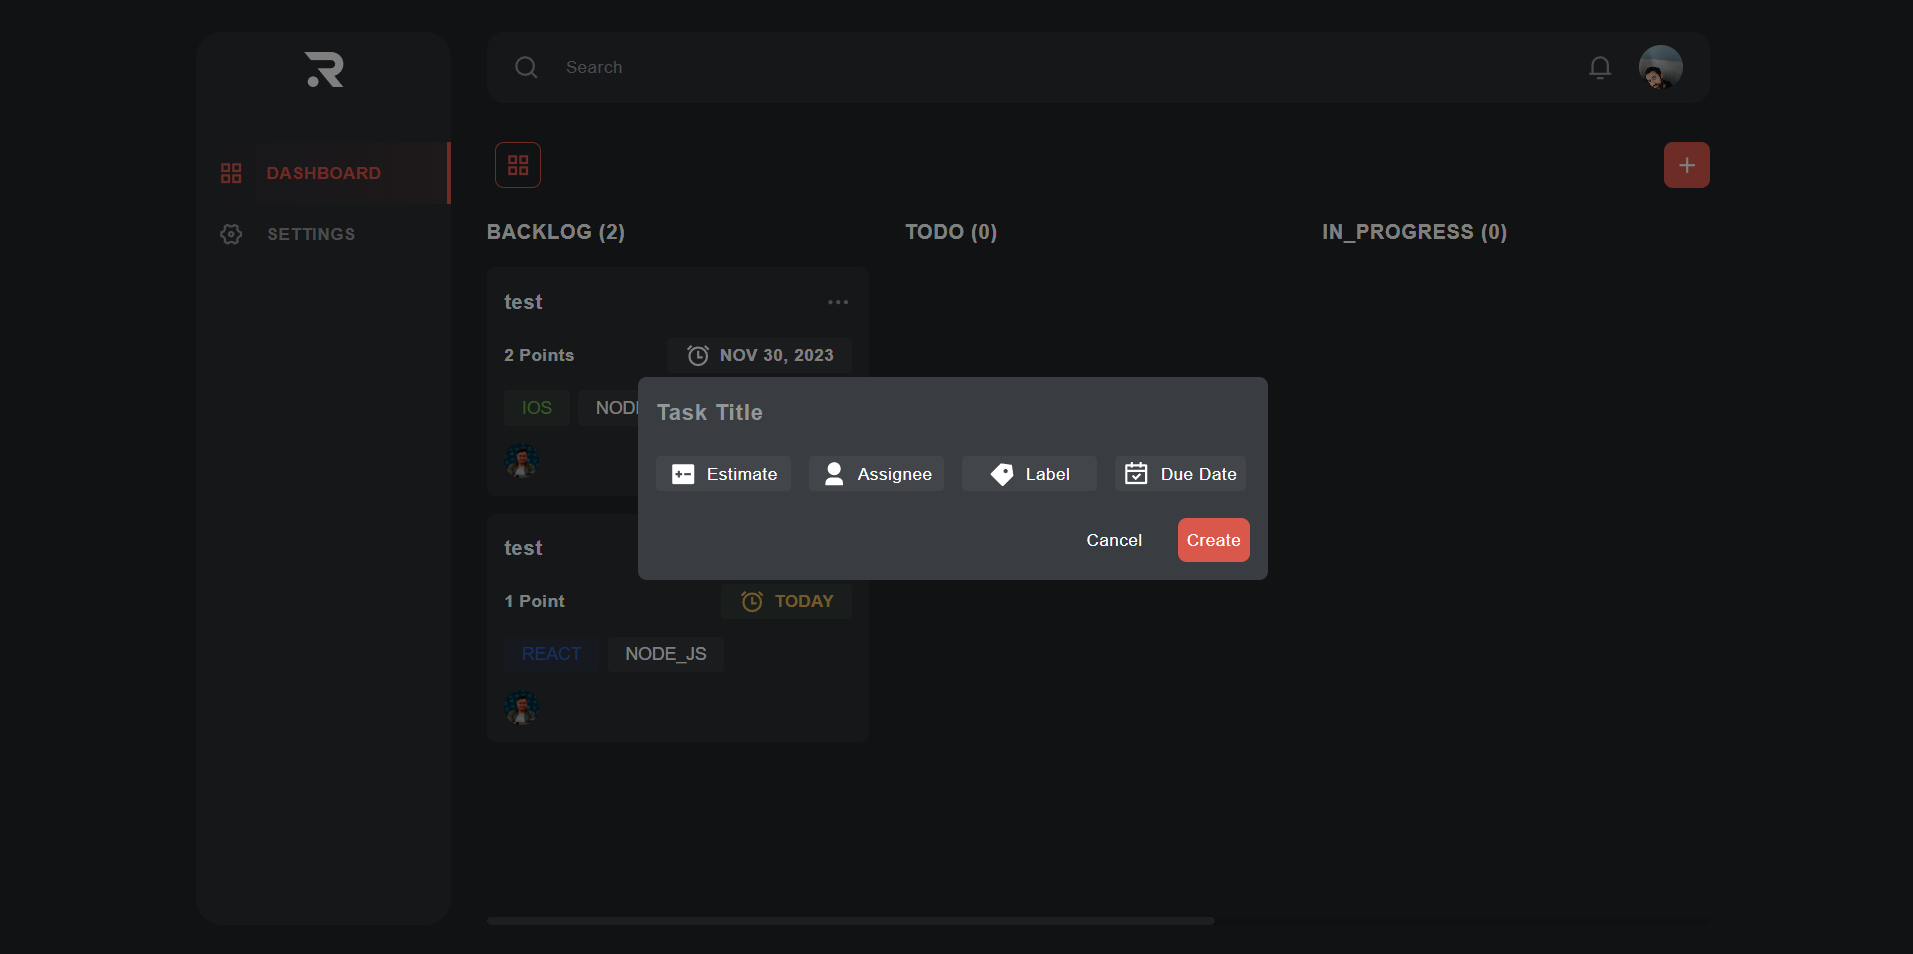 Search
DASHBOARD
SETTINGS
BACKLOG (2)
TODO (0)
IN_PROGRESS (0)
test
2 Points
NOV 30, 2023
IOS
test
1 Point
TODAY
REACT
NODE_JS
Task Title
Estimate
Assignee
Label
Due Date
Cancel
Create